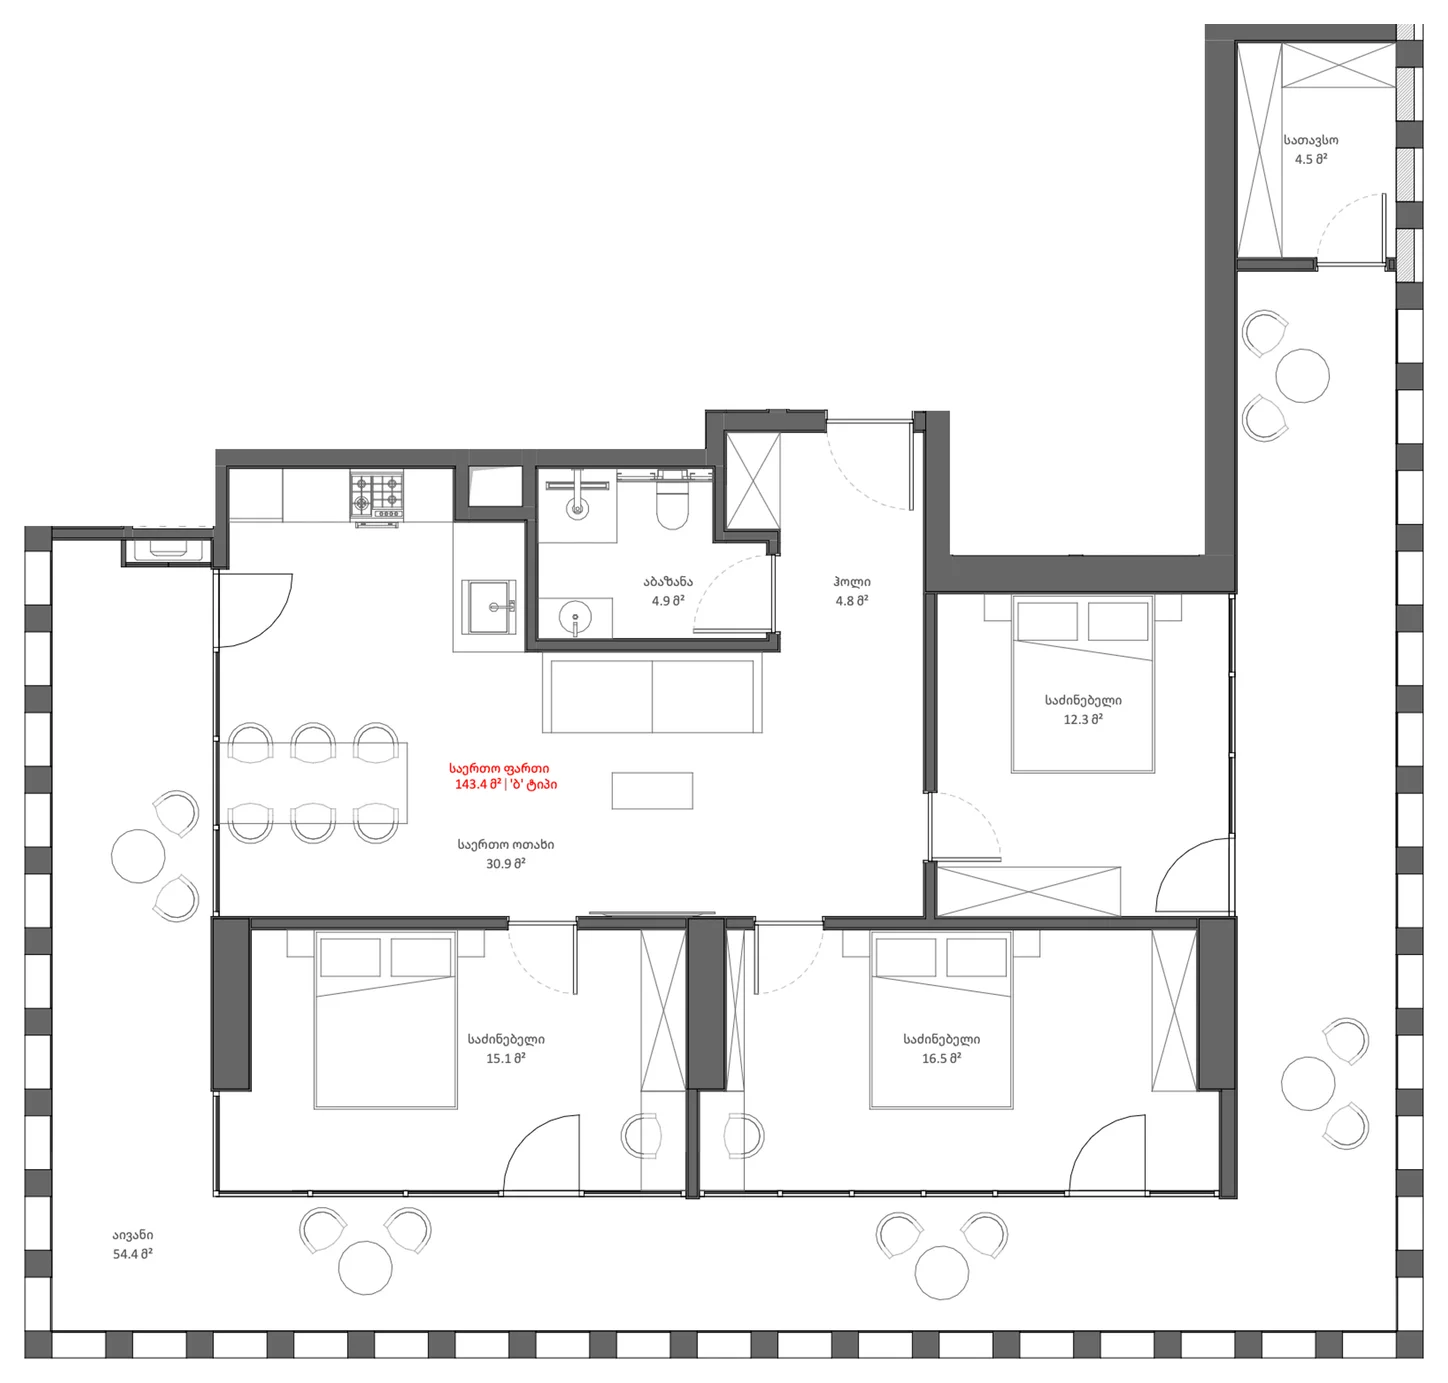 სათავსო
4.5 მ²
აბაზანა
4.9 მ²
ჰოლი
4.8 მ²
საძინებელი
12.3 მ²
საერთო ფართი
143.4 მ² | 'ბ' ტიპი
საერთო ოთახი
30.9 მ²
საძინებელი
15.1 მ²
საძინებელი
16.5 მ²
აივანი
54.4 მ²